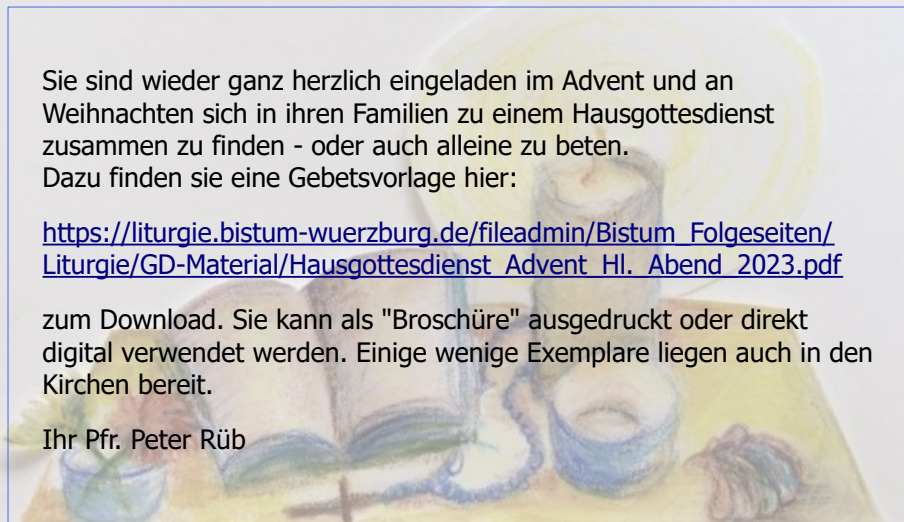 Sie sind wieder ganz herzlich eingeladen im Advent und an
Weihnachten sich in ihren Familien zu einem Hausgottesdienst
zusammen zu finden - oder auch alleine zu beten.
Dazu finden sie eine Gebetsvorlage hier:
https://liturgie.bistum-wuerzburg.de/fileadmin/Bistum_Folgeseiten/
Liturgie/GD-Material/Hausgottesdienst_Advent_Hl._Abend_2023.pdf
zum Download. Sie kann als "Broschüre" ausgedruckt oder direkt
digital verwendet werden. Einige wenige Exemplare liegen auch in den
Kirchen bereit.
Ihr Pfr. Peter Rüb